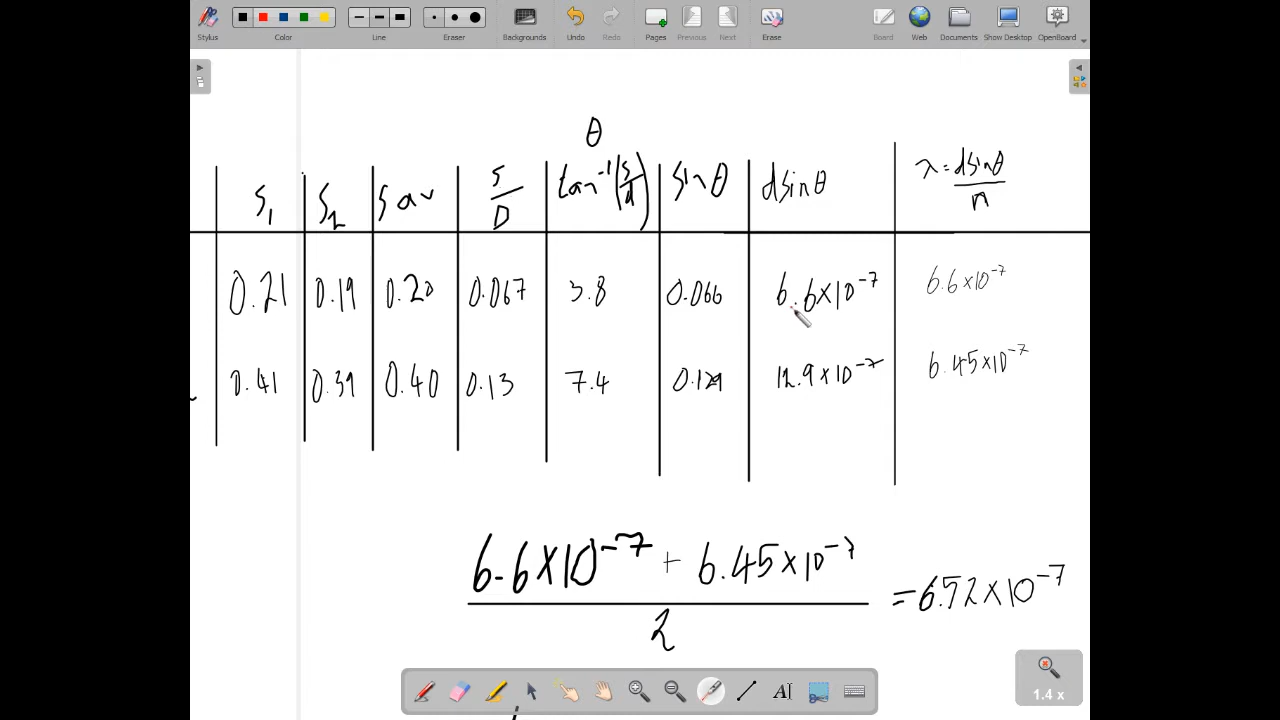 Stylus Color Line Eraser Backgrounds Undo Redo Pages Previous Next Erase Board Web Documents Show Desktop OpenBoard
θ
S₁ S₂ S av S/D tan⁻¹(S/d) sinθ dsinθ λ=dsinθ/n
0.21 0.19 0.20 0.067 3.8 0.066 6.6×10⁻⁷ 6.6×10⁻⁷
0.41 0.39 0.40 0.13 7.4 0.129 12.9×10⁻⁷ 6.45×10⁻⁷
6.6×10⁻⁷ + 6.45×10⁻⁷
2
=6.52×10⁻⁷
1.4 x